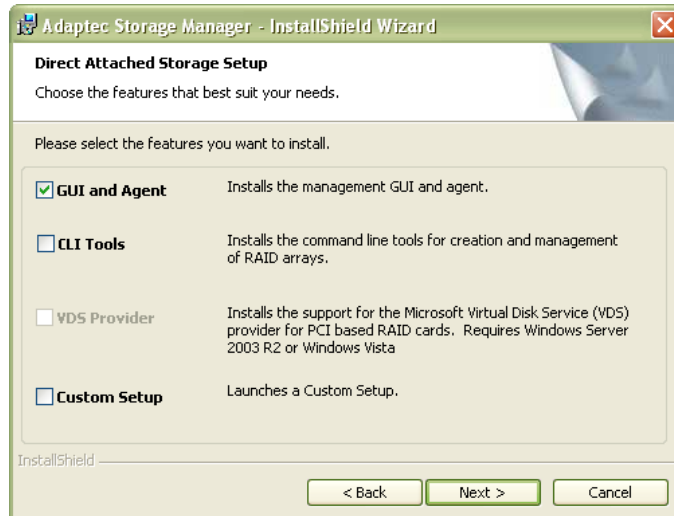 Adaptec Storage Manager - InstallShield Wizard
Direct Attached Storage Setup
Choose the features that best suit your needs.
Please select the features you want to install.
GUI and Agent
Installs the management GUI and agent.
CLI Tools
Installs the command line tools for creation and management
of RAID arrays.
VDS Provider
Installs the support for the Microsoft Virtual Disk Service (VDS)
provider for PCI based RAID cards. Requires Windows Server
2003 R2 or Windows Vista
Custom Setup
Launches a Custom Setup.
InstallShield
< Back
Next >
Cancel